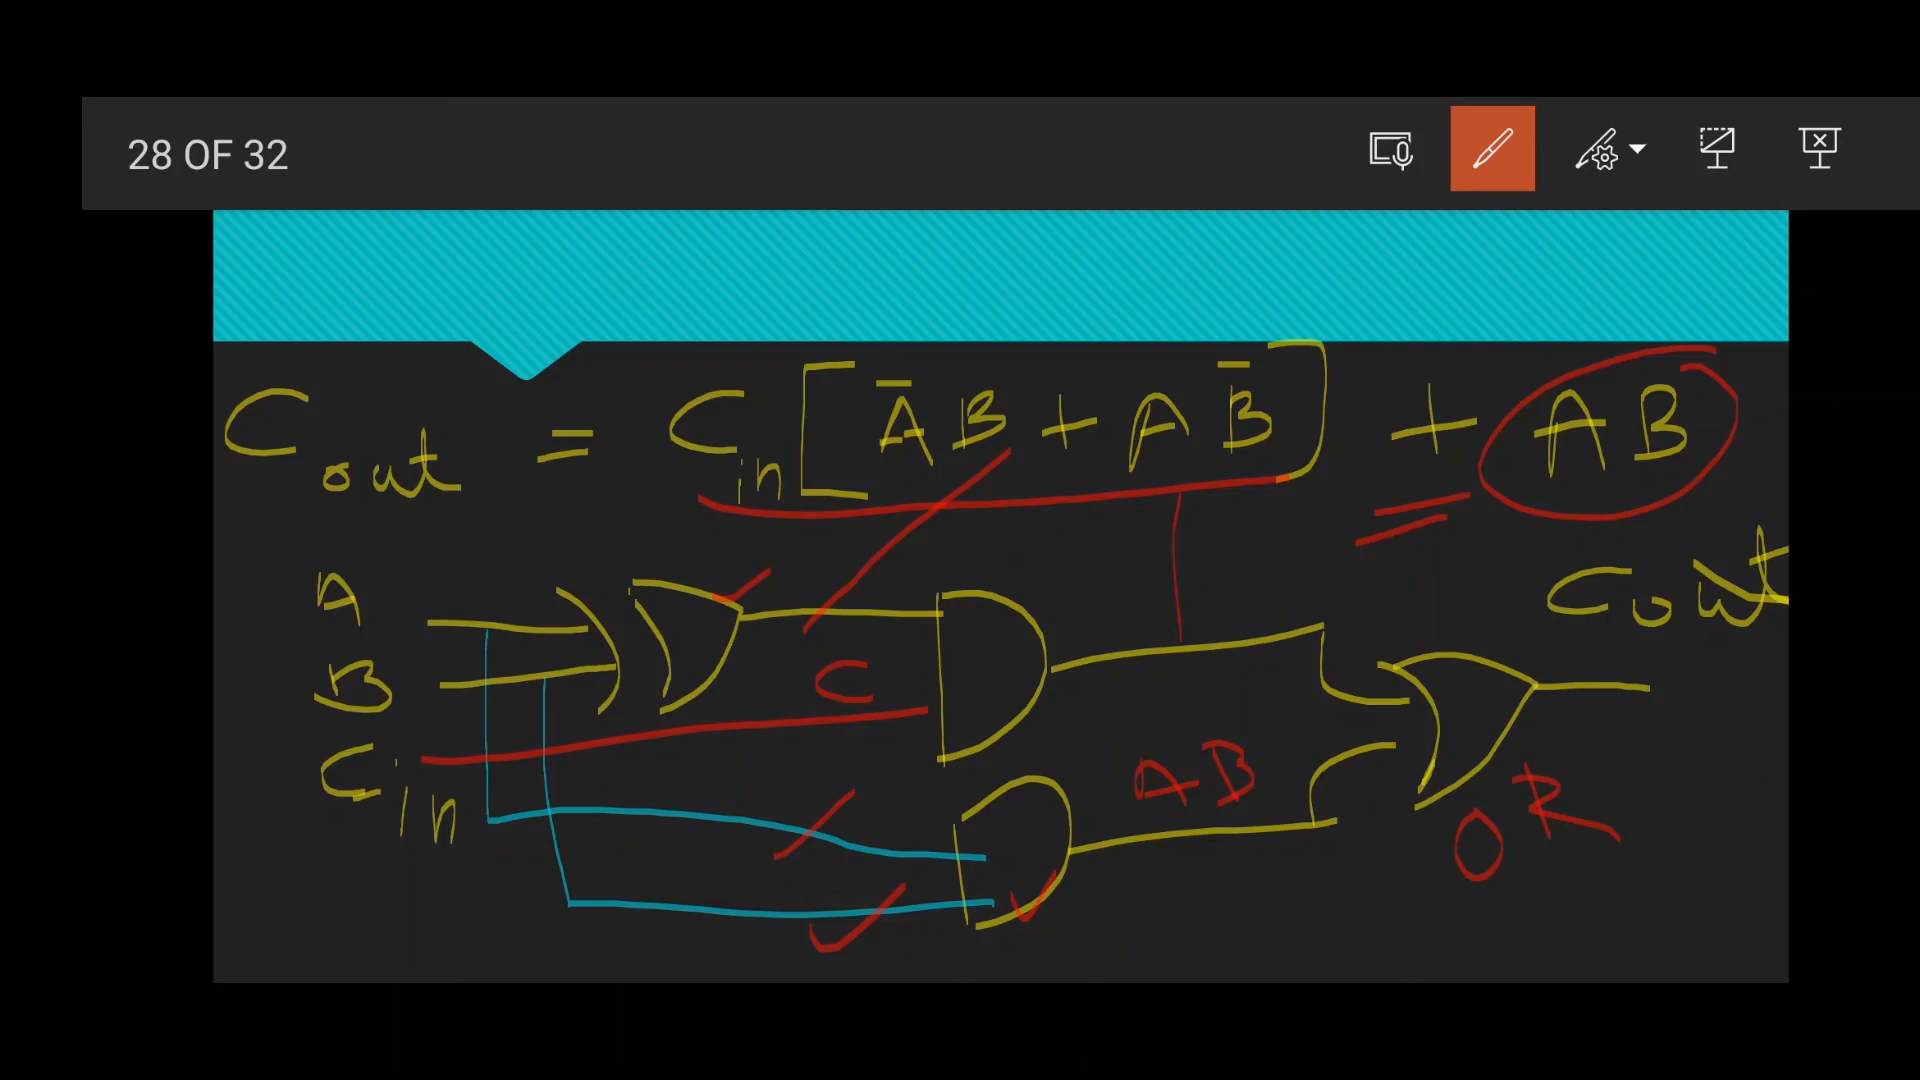 28 OF 32
Cout = Cin [ĀB + AB̄] + AB
Cout
A
B
C
Cin
AB
OR